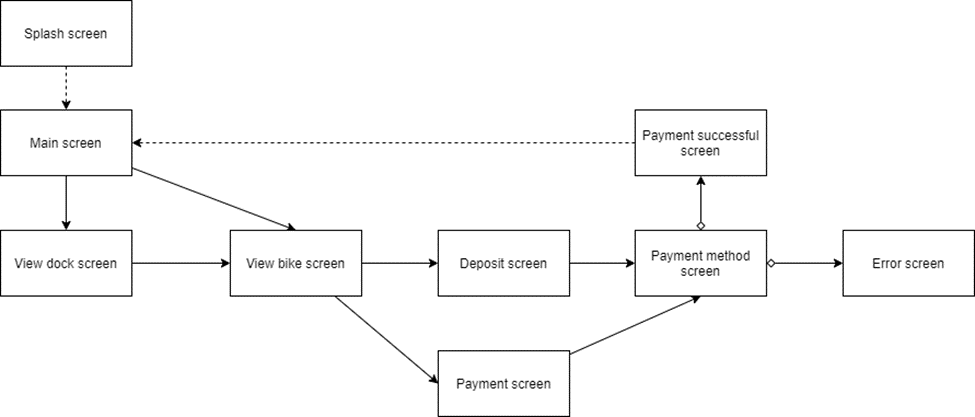 Splash screen
Main screen
Payment successful
screen
View dock screen
View bike screen
Deposit screen
Payment method
screen
Error screen
Payment screen